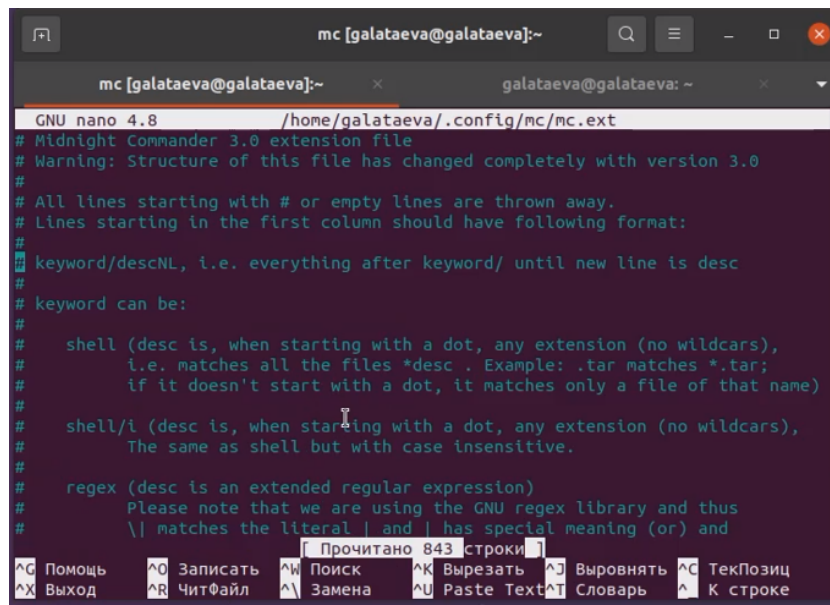 mc [galataeva@galataeva]:~
mc [galataeva@galataeva]:~ galataeva@galataeva: ~
GNU nano 4.8 /home/galataeva/.config/mc/mc.ext
# Midnight Commander 3.0 extension file
# Warning: Structure of this file has changed completely with version 3.0
#
# All lines starting with # or empty lines are thrown away.
# Lines starting in the first column should have following format:
#
# keyword/descNL, i.e. everything after keyword/ until new line is desc
#
# keyword can be:
#
#    shell (desc is, when starting with a dot, any extension (no wildcars),
#          i.e. matches all the files *desc . Example: .tar matches *.tar;
#          if it doesn't start with a dot, it matches only a file of that name)
#
#    shell/i (desc is, when starting with a dot, any extension (no wildcars),
#          The same as shell but with case insensitive.
#
#    regex (desc is an extended regular expression)
#          Please note that we are using the GNU regex library and thus
#          \| matches the literal | and | has special meaning (or) and
[ Прочитано 843 строки ]
^G Помощь ^O Записать ^W Поиск ^K Вырезать ^J Выровнять ^C ТекПозиц
^X Выход ^R ЧитФайл ^\ Замена ^U Paste Text ^T Словарь ^_ К строке